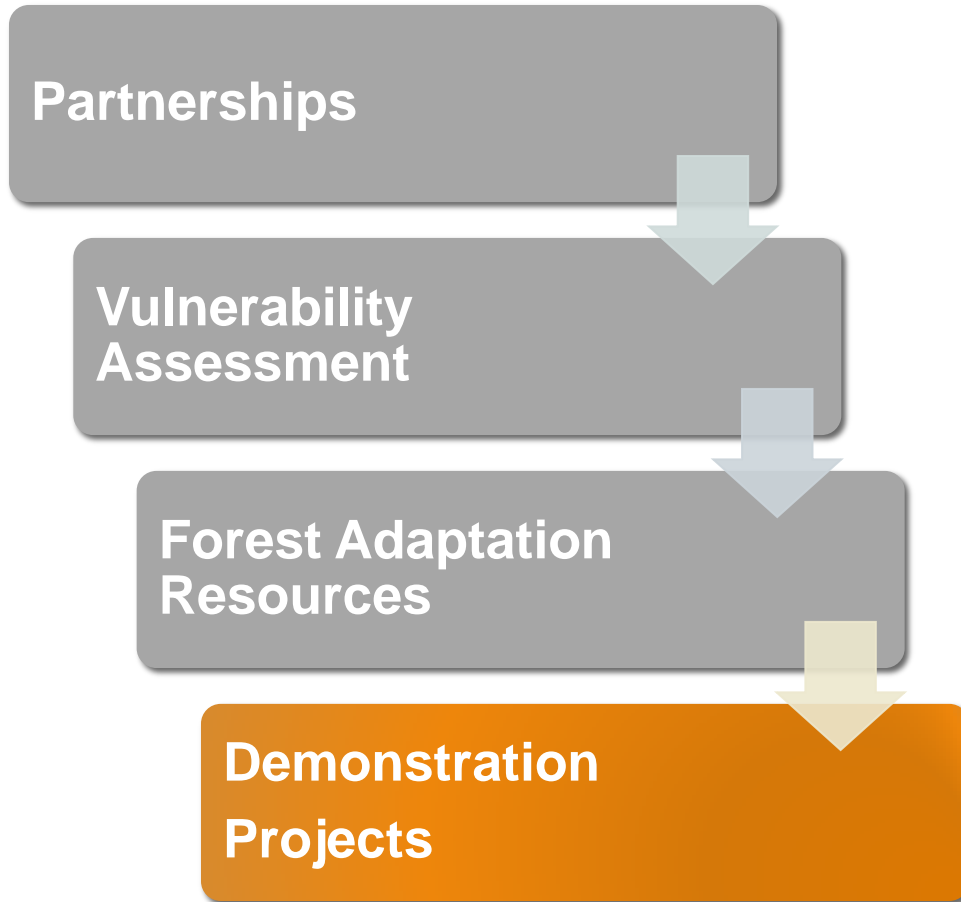 Partnerships
Vulnerability
Assessment
Forest Adaptation
Resources
Demonstration
Projects